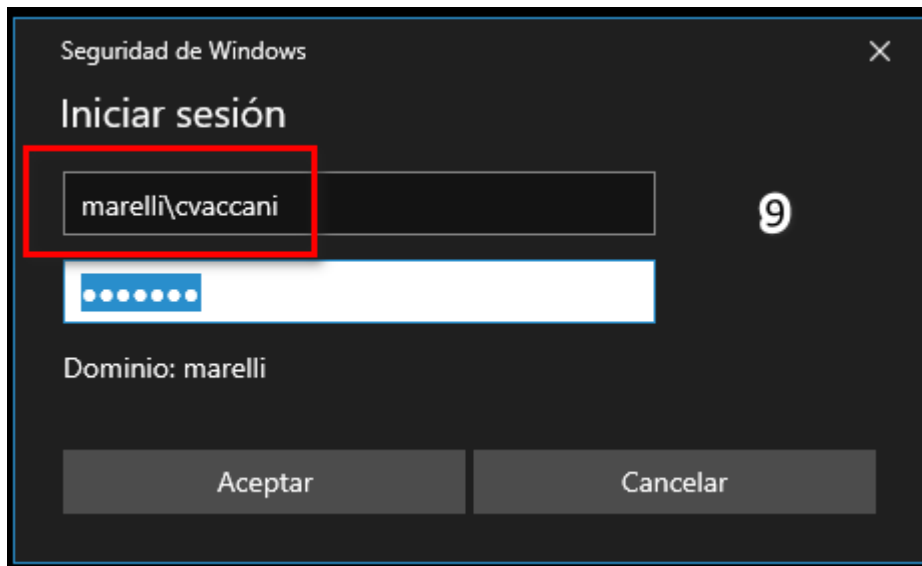 Seguridad de Windows
Iniciar sesión
marelli\cvaccani
9
•••••••
Dominio: marelli
Aceptar
Cancelar